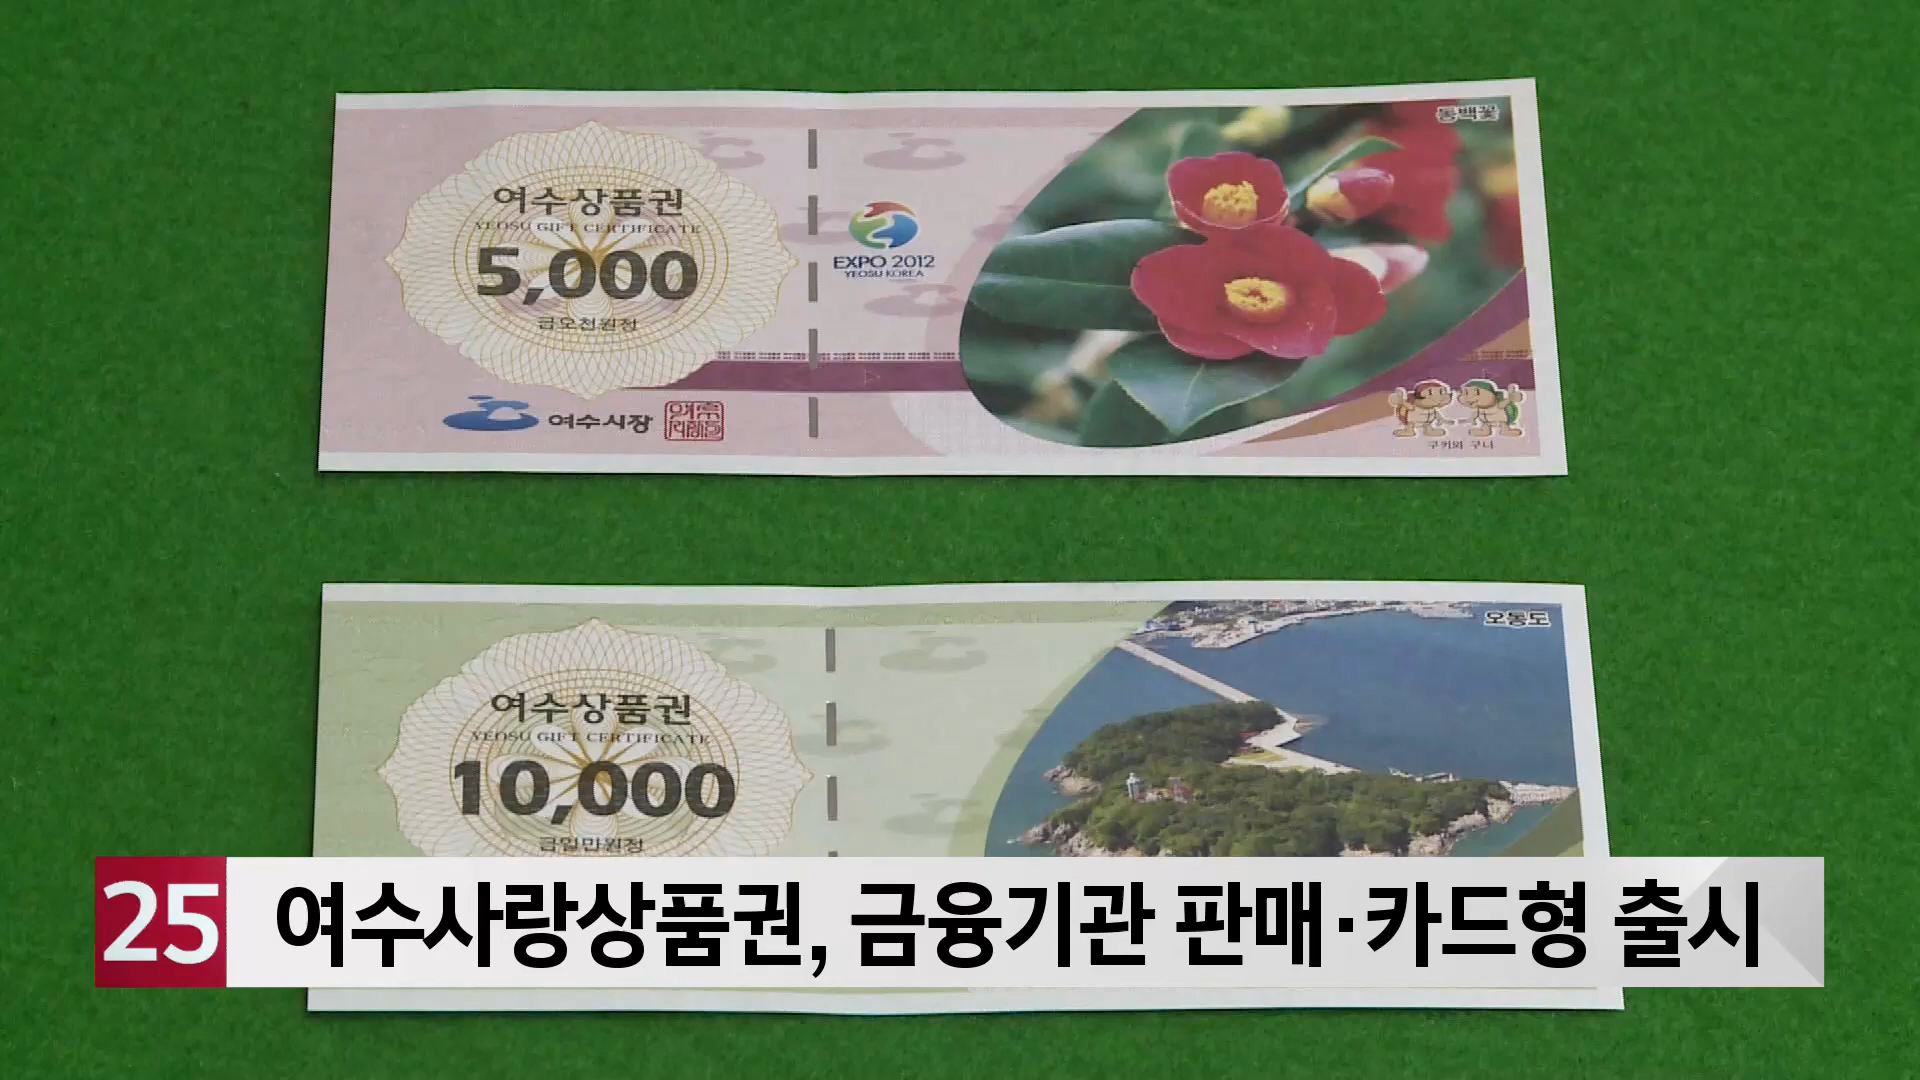 동백꽃
여수상품권
YEOSU GIFT CERTIFICATE
5,000
금오천원정
EXPO 2012
YEOSU KOREA
여수시장
구키와 구니
오동도
여수상품권
YEOSU GIFT CERTIFICATE
10,000
금일만원정
25 여수사랑상품권, 금융기관 판매·카드형 출시